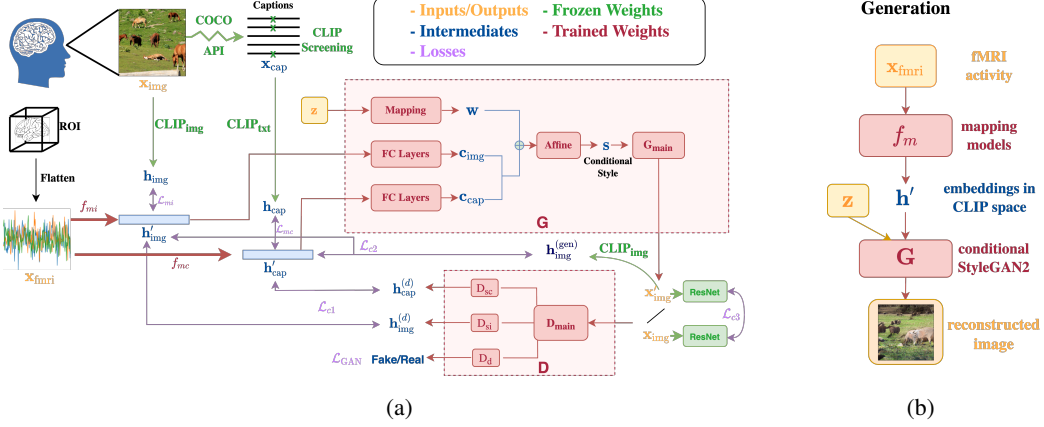 COCO
API
Captions
CLIP
Screening
x_cap
x_img
- Inputs/Outputs
- Frozen Weights
- Intermediates
- Trained Weights
- Losses
ROI
Flatten
CLIP_img
CLIP_txt
h_img
L_mi
h'_img
f_mi
f_mc
x_fmri
h_cap
L_mc
h'_cap
L_c2
L_c1
z
Mapping
w
FC Layers
c_img
FC Layers
c_cap
⊕
Affine
s
Conditional
Style
G_main
G
h_img^(gen)
CLIP_img
x'_img
ResNet
L_c3
x_img
ResNet
h_cap^(d)
D_sc
h_img^(d)
D_si
D_main
L_GAN
Fake/Real
D_d
D
(a)
Generation
x_fmri
fMRI
activity
f_m
mapping
models
h'
embeddings in
CLIP space
z
G
conditional
StyleGAN2
reconstructed
image
(b)